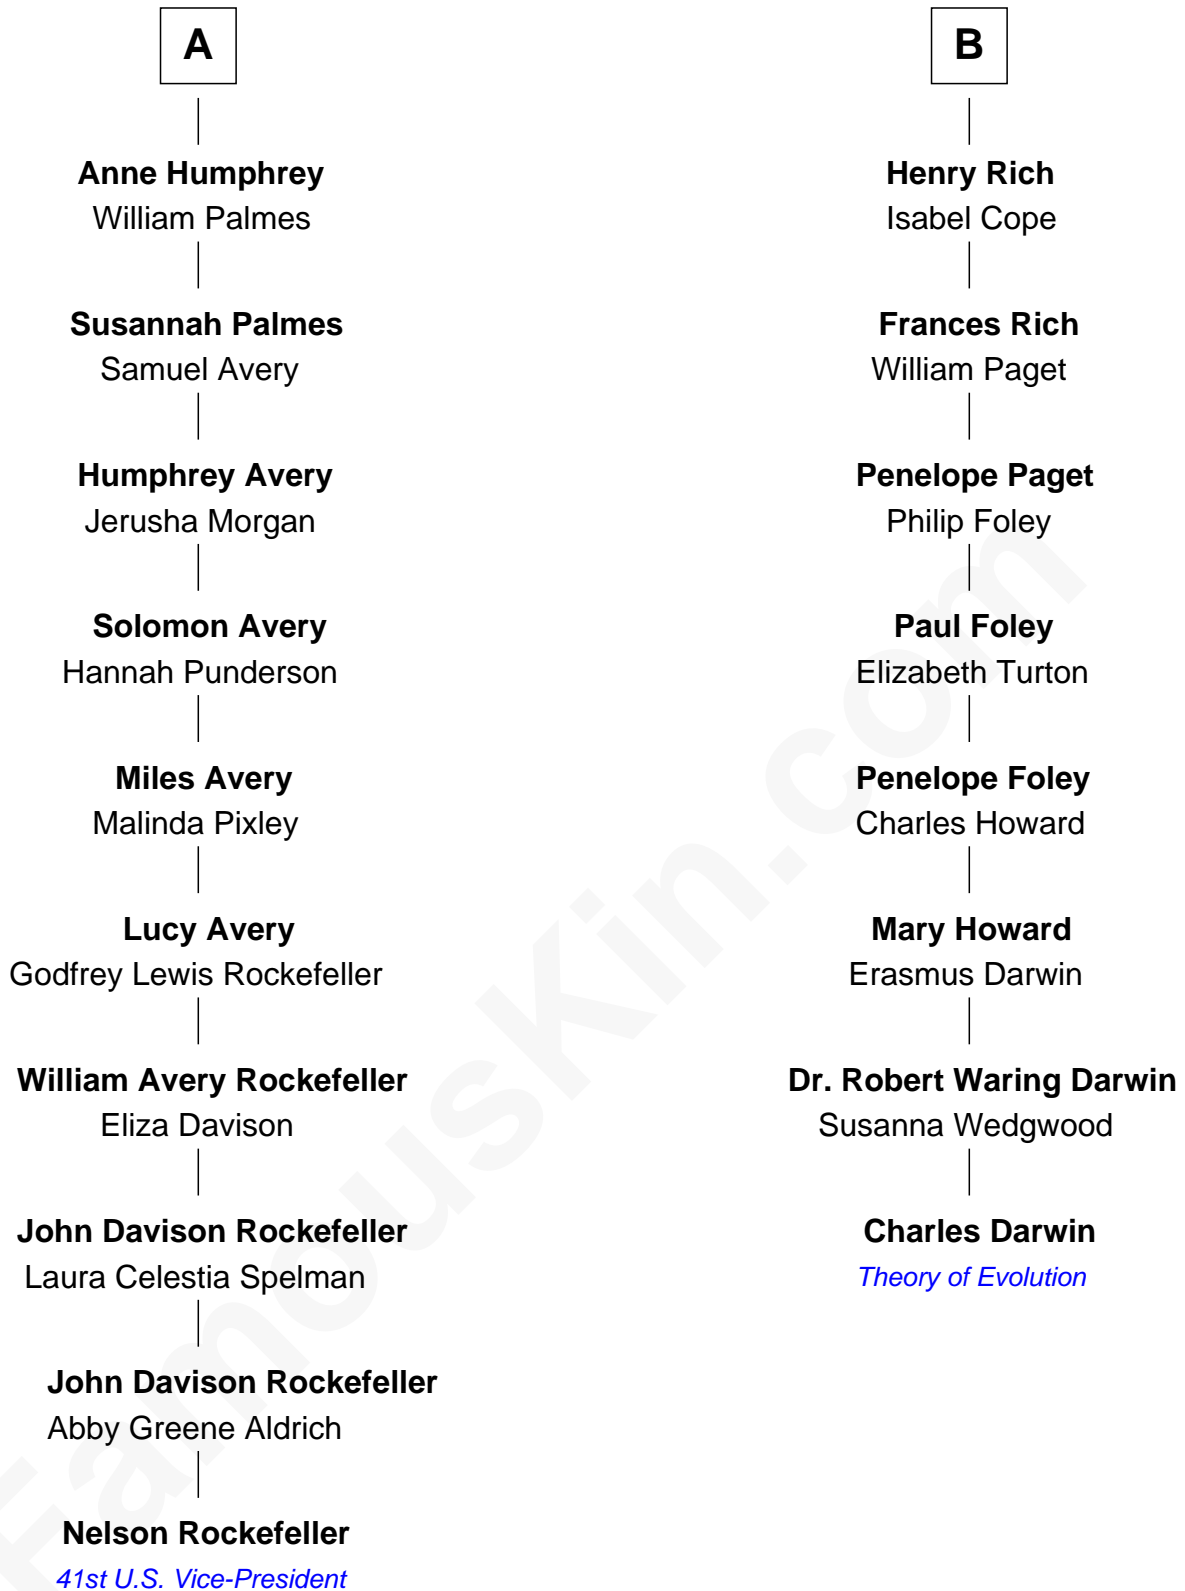 A
Anne Humphrey
William Palmes
Susannah Palmes
Samuel Avery
Humphrey Avery
Jerusha Morgan
Solomon Avery
Hannah Punderson
Miles Avery
Malinda Pixley
Lucy Avery
Godfrey Lewis Rockefeller
William Avery Rockefeller
Eliza Davison
John Davison Rockefeller
Laura Celestia Spelman
John Davison Rockefeller
Abby Greene Aldrich
Nelson Rockefeller
41st U.S. Vice-President
B
Henry Rich
Isabel Cope
Frances Rich
William Paget
Penelope Paget
Philip Foley
Paul Foley
Elizabeth Turton
Penelope Foley
Charles Howard
Mary Howard
Erasmus Darwin
Dr. Robert Waring Darwin
Susanna Wedgwood
Charles Darwin
Theory of Evolution
FamousKin.com